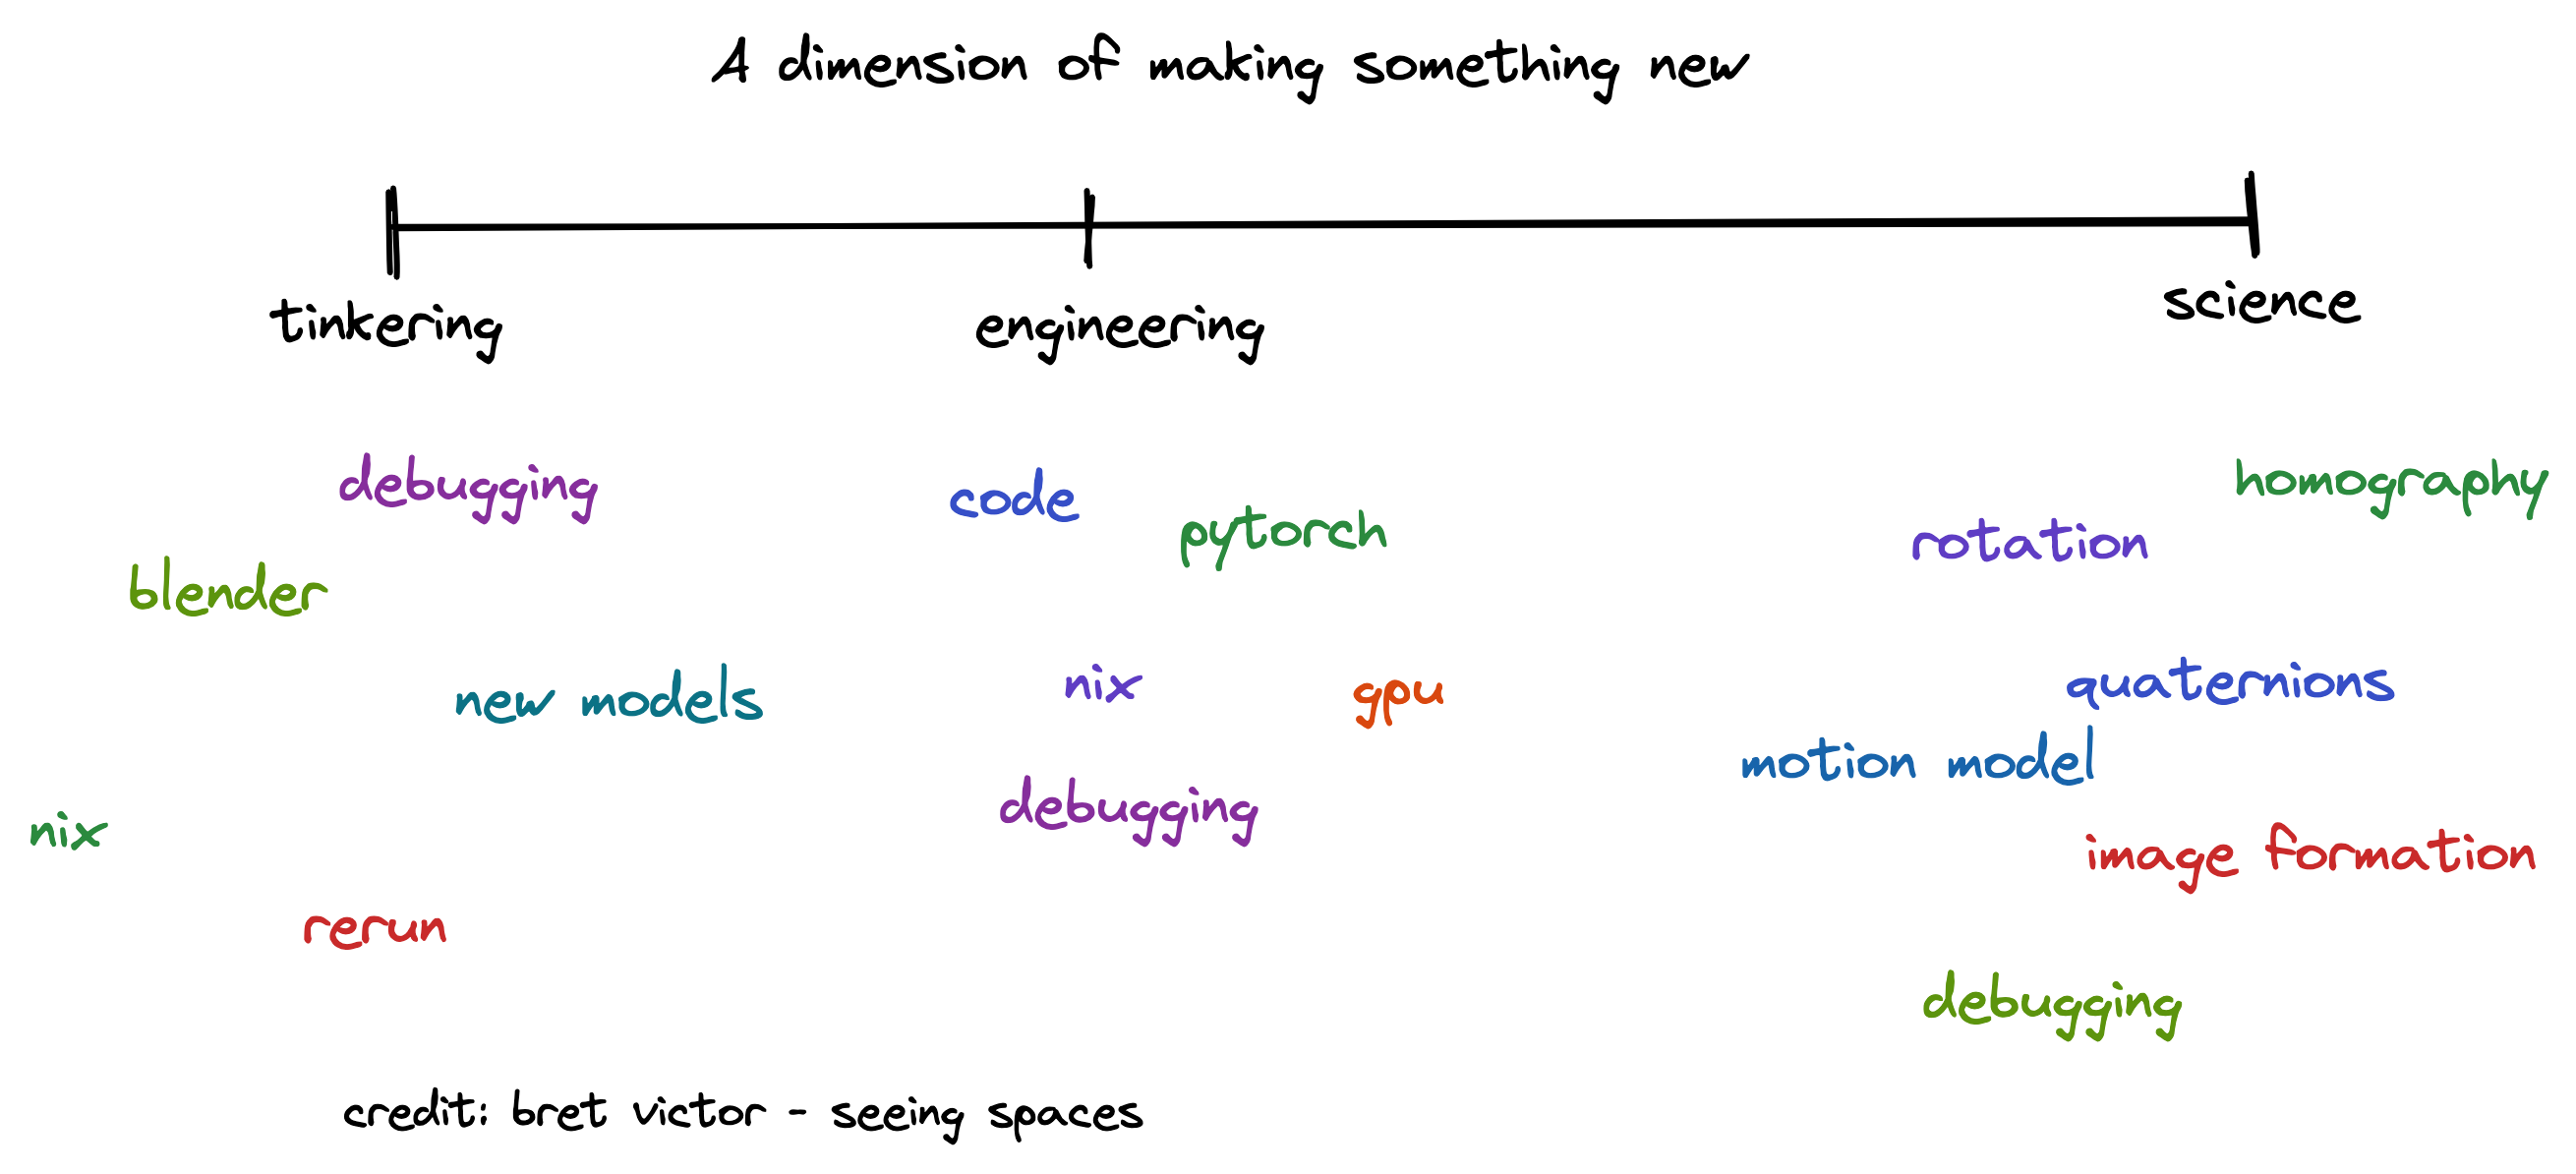 A dimension of making something new
tinkering
engineering
science
debugging
code
pytorch
homography
rotation
blender
new models
nix
gpu
quaternions
motion model
nix
debugging
image formation
rerun
debugging
credit: bret victor - seeing spaces